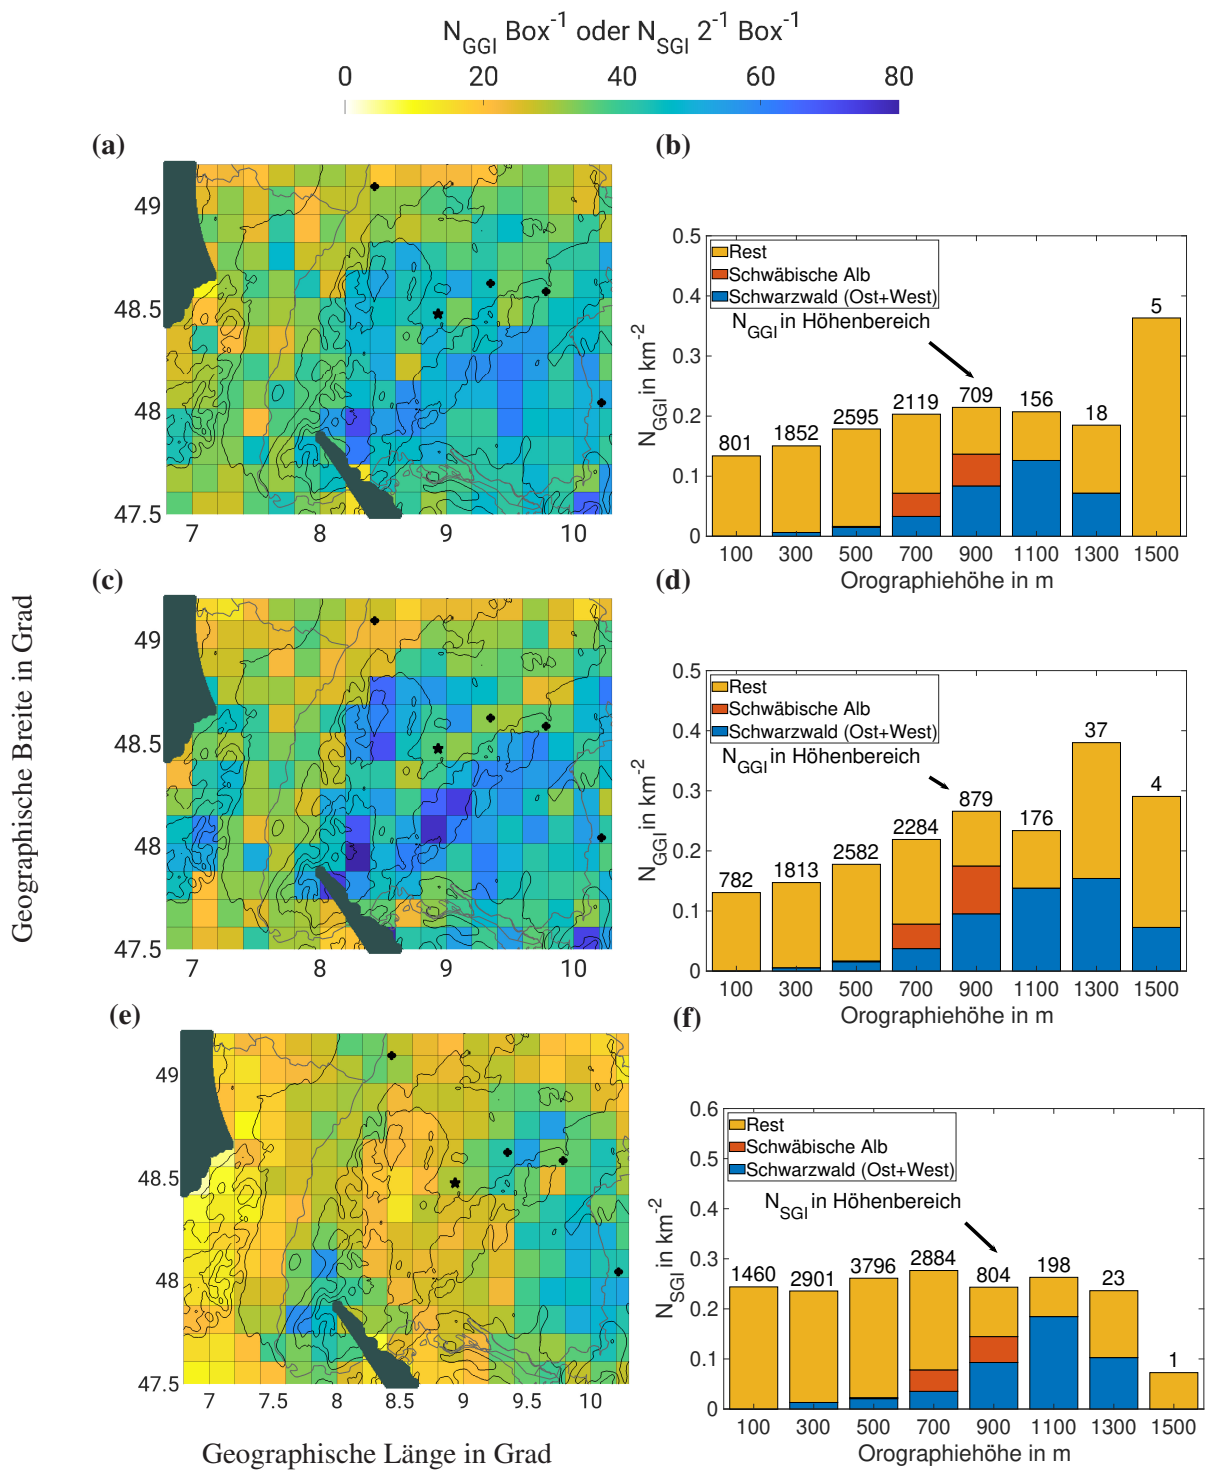 N_GGI Box^-1 oder N_SGI 2^-1 Box^-1
0 20 40 60 80
(a)
49
48.5
48
47.5
7 8 9 10
(b)
0.5
0.4
0.3
0.2
0.1
0
N_GGI in km^-2
Rest
Schwäbische Alb
Schwarzwald (Ost+West)
N_GGI in Höhenbereich
801 1852 2595 2119 709 156 18 5
100 300 500 700 900 1100 1300 1500
Orographiehöhe in m
Geographische Breite in Grad
(c)
49
48.5
48
47.5
7 8 9 10
(d)
0.5
0.4
0.3
0.2
0.1
0
N_GGI in km^-2
Rest
Schwäbische Alb
Schwarzwald (Ost+West)
N_GGI in Höhenbereich
782 1813 2582 2284 879 176 37 4
100 300 500 700 900 1100 1300 1500
Orographiehöhe in m
(e)
49
48.5
48
47.5
7 7.5 8 8.5 9 9.5 10
(f)
0.6
0.5
0.4
0.3
0.2
0.1
0
N_SGI in km^-2
Rest
Schwäbische Alb
Schwarzwald (Ost+West)
N_SGI in Höhenbereich
1460 2901 3796 2884 804 198 23 1
100 300 500 700 900 1100 1300 1500
Orographiehöhe in m
Geographische Länge in Grad